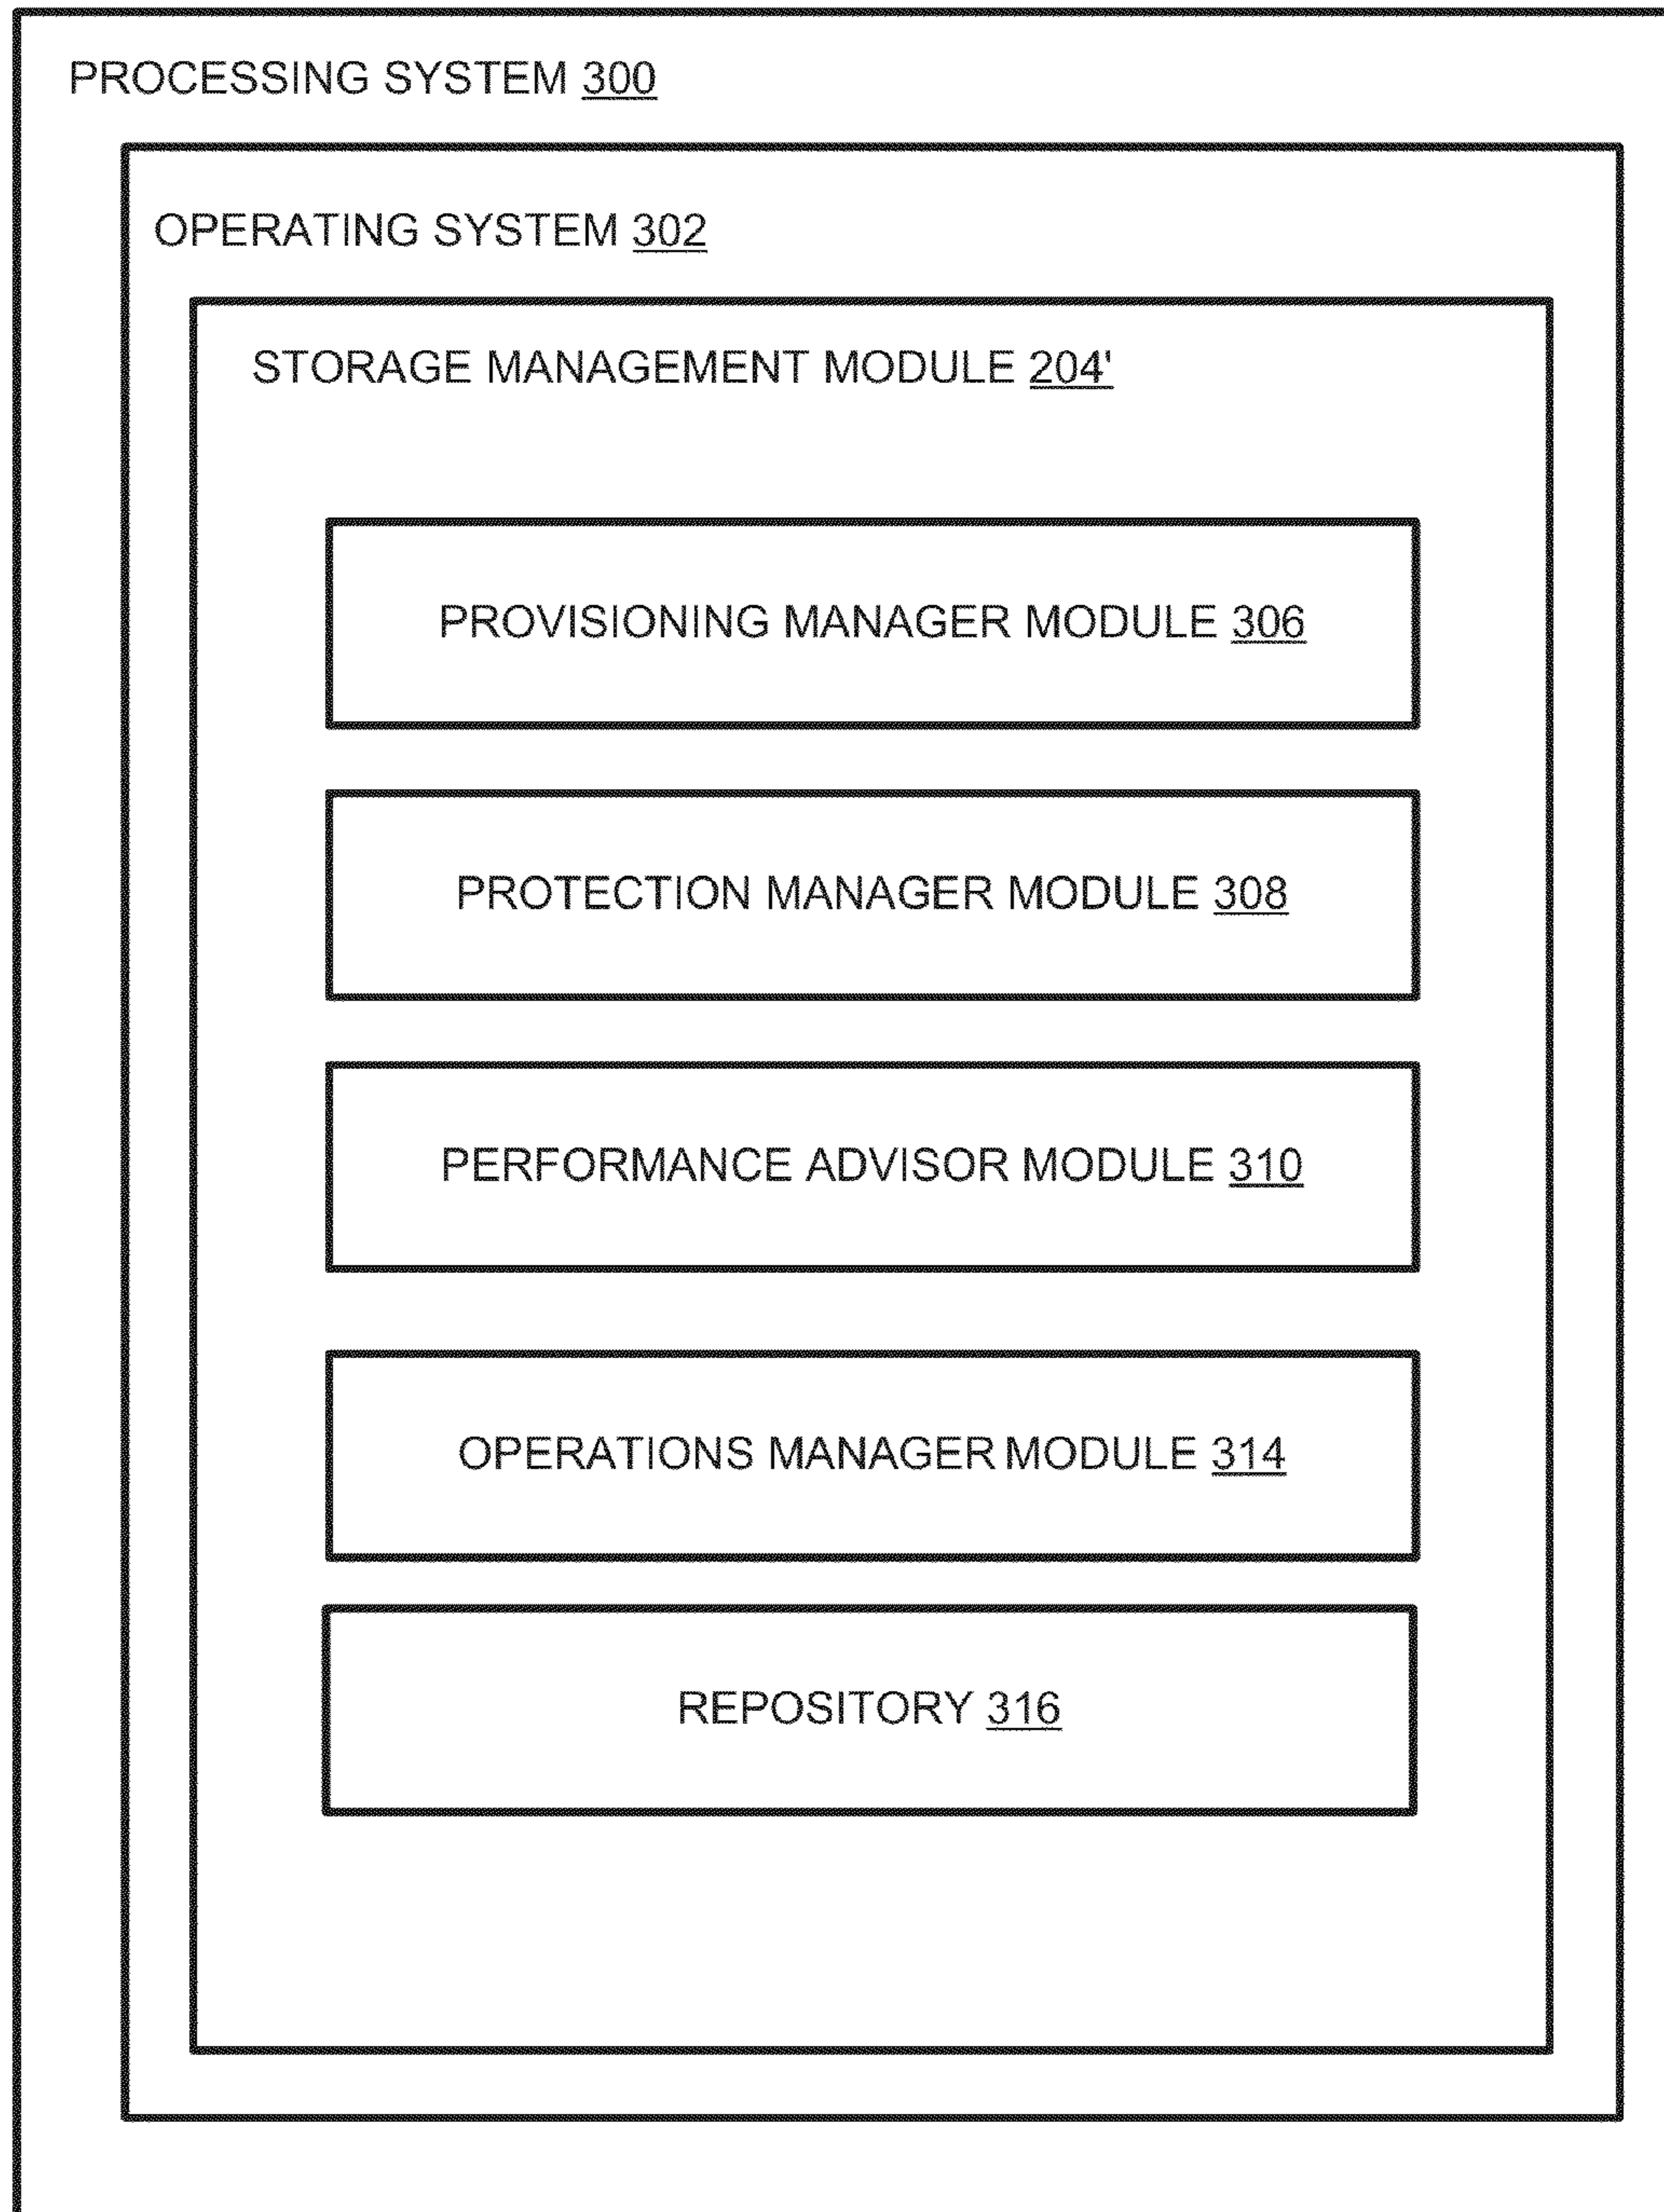 PROCESSING SYSTEM 300
OPERATING SYSTEM 302
STORAGE MANAGEMENT MODULE 204'
PROVISIONING MANAGER MODULE 306
PROTECTION MANAGER MODULE 308
PERFORMANCE ADVISOR MODULE 310
OPERATIONS MANAGER MODULE 314
REPOSITORY 316